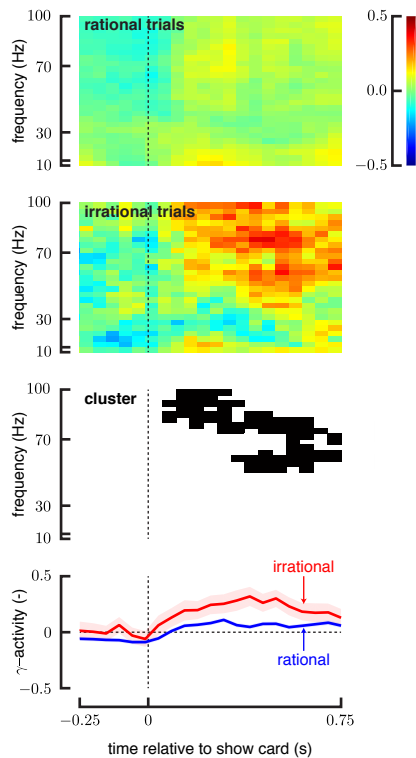 rational trials
frequency (Hz)
100
70
30
10
0.5
0.0
−0.5
irrational trials
frequency (Hz)
100
70
30
10
cluster
frequency (Hz)
100
70
30
10
irrational
rational
γ−activity (-)
0.5
0
−0.5
−0.25 0 0.75
time relative to show card (s)